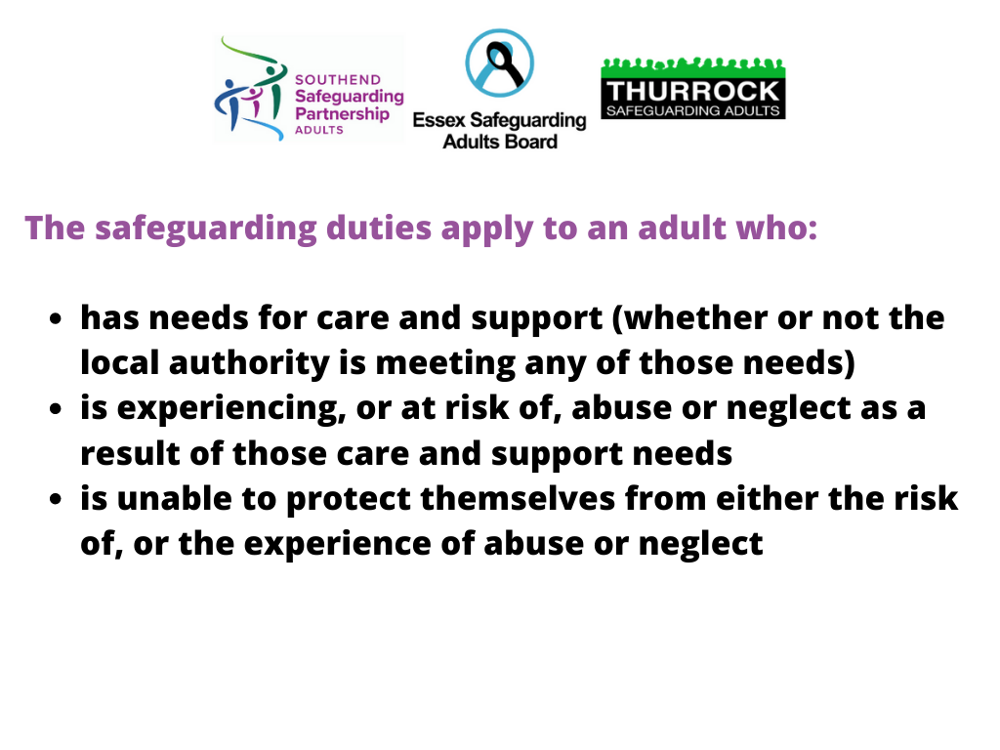 SOUTHEND
Safeguarding
Partnership
ADULTS
Essex Safeguarding
Adults Board
THURROCK
SAFEGUARDING ADULTS
The safeguarding duties apply to an adult who:
• has needs for care and support (whether or not the
local authority is meeting any of those needs)
• is experiencing, or at risk of, abuse or neglect as a
result of those care and support needs
• is unable to protect themselves from either the risk
of, or the experience of abuse or neglect